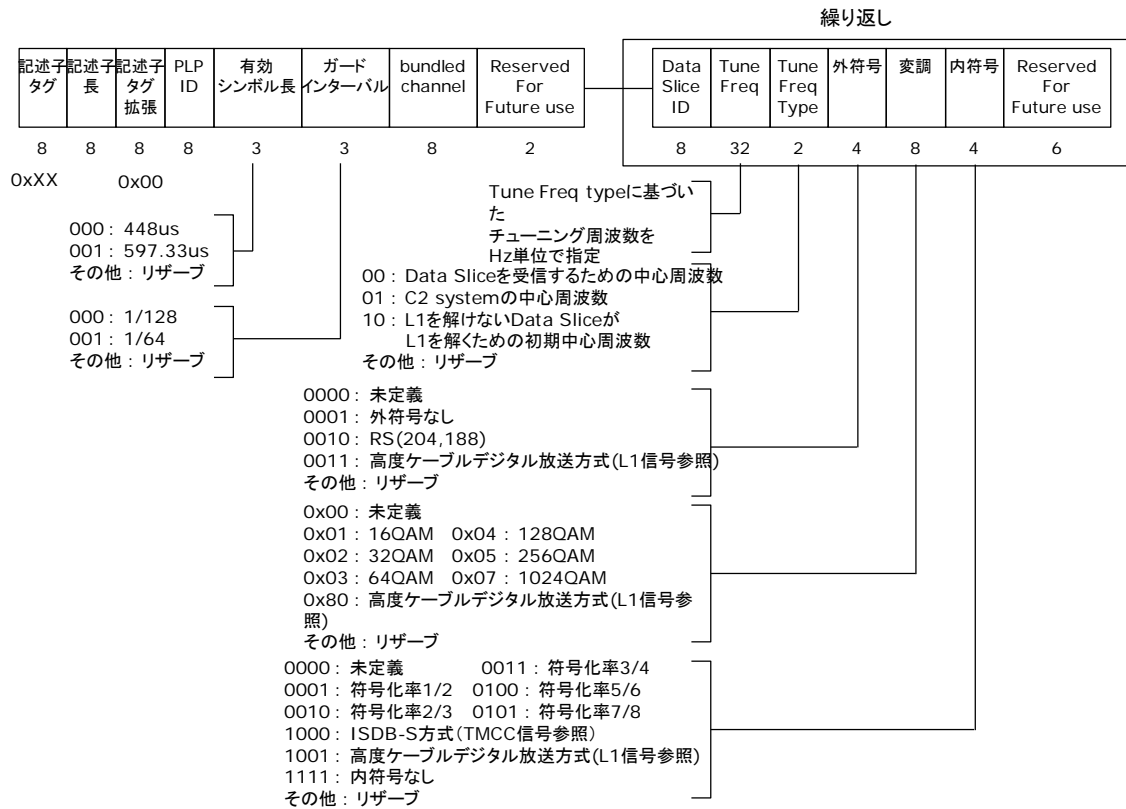 繰り返し
記述子タグ
記述子長
記述子タグ拡張
PLP ID
有効シンボル長
ガードインターバル
bundled channel
Reserved For Future use
Data Slice ID
Tune Freq
Tune Freq Type
外符号
変調
内符号
Reserved For Future use
8 8 8 8 3 3 8 2 8 32 2 4 8 4 6
0xXX 0x00
000 : 448us
001 : 597.33us
その他 : リザーブ
000 : 1/128
001 : 1/64
その他 : リザーブ
Tune Freq typeに基づい
た
チューニング周波数を
Hz単位で指定
00 : Data Sliceを受信するための中心周波数
01 : C2 systemの中心周波数
10 : L1を解けないData Sliceが
L1を解くための初期中心周波数
その他 : リザーブ
0000 : 未定義
0001 : 外符号なし
0010 : RS(204,188)
0011 : 高度ケーブルデジタル放送方式(L1信号参照)
その他 : リザーブ
0x00 : 未定義
0x01 : 16QAM 0x04 : 128QAM
0x02 : 32QAM 0x05 : 256QAM
0x03 : 64QAM 0x07 : 1024QAM
0x80 : 高度ケーブルデジタル放送方式(L1信号参
照)
その他 : リザーブ
0000 : 未定義 0011 : 符号化率3/4
0001 : 符号化率1/2 0100 : 符号化率5/6
0010 : 符号化率2/3 0101 : 符号化率7/8
1000 : ISDB-S方式(TMCC信号参照)
1001 : 高度ケーブルデジタル放送方式(L1信号参照)
1111 : 内符号なし
その他 : リザーブ